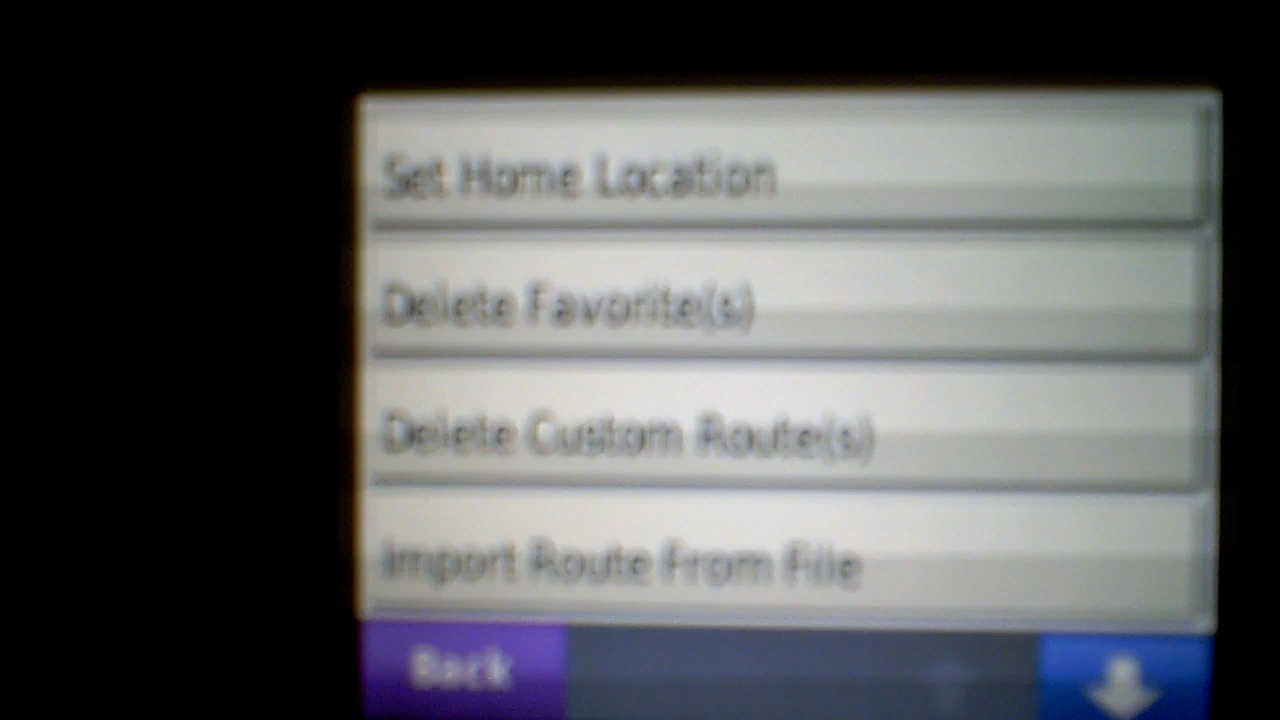 Set Home Location
Delete Favorite(s)
Delete Custom Route(s)
Import Route From File
Back